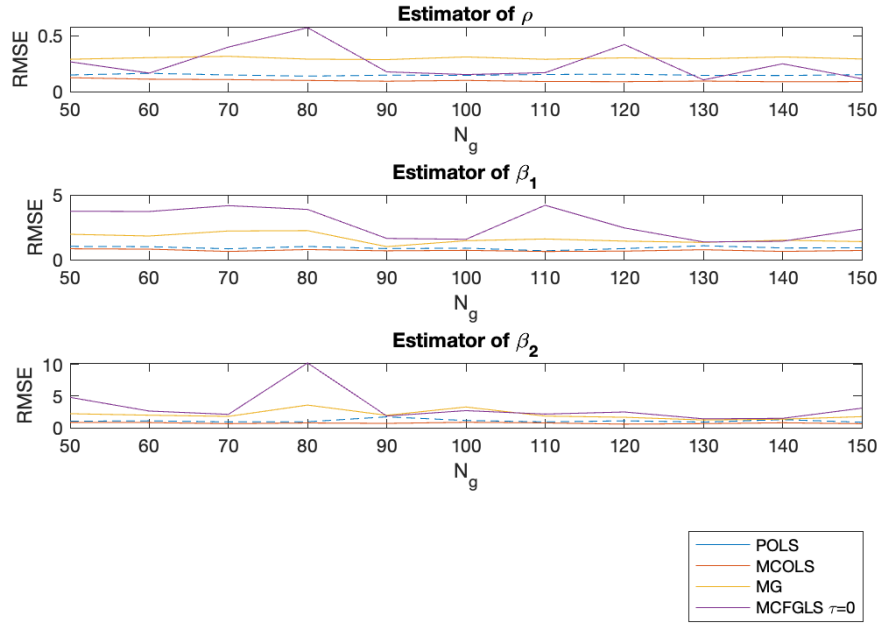 Estimator of ρ
0.5
0
RMSE
50 60 70 80 90 100 110 120 130 140 150
N_g
Estimator of β_1
5
0
RMSE
50 60 70 80 90 100 110 120 130 140 150
N_g
Estimator of β_2
10
5
0
RMSE
50 60 70 80 90 100 110 120 130 140 150
N_g
POLS
MCOLS
MG
MCFGLS τ=0